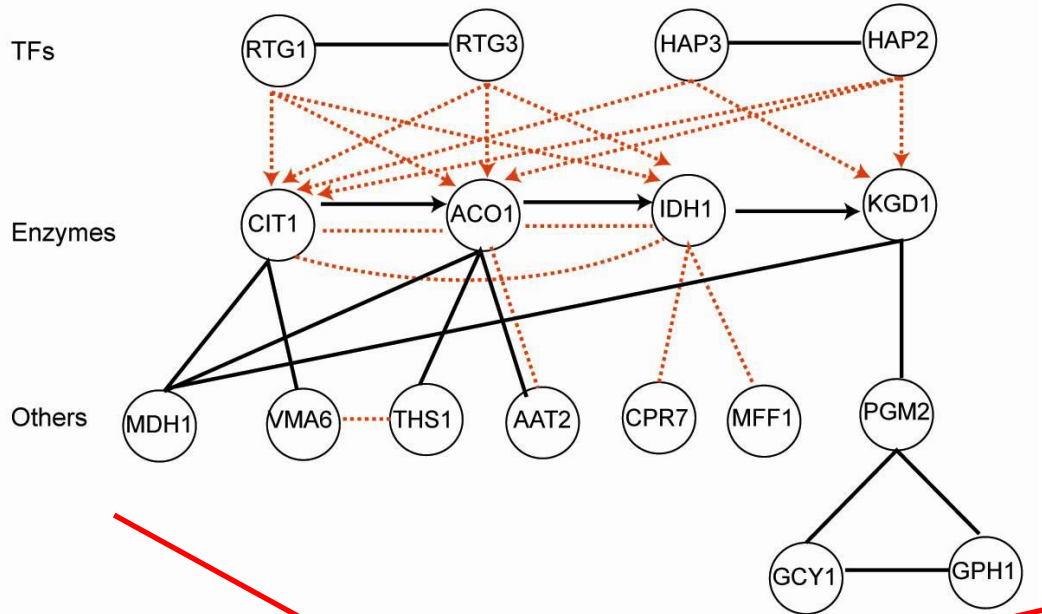 TFs
RTG1 RTG3 HAP3 HAP2
Enzymes
CIT1 ACO1 IDH1 KGD1
Others
MDH1 VMA6 THS1 AAT2 CPR7 MFF1 PGM2
GCY1 GPH1